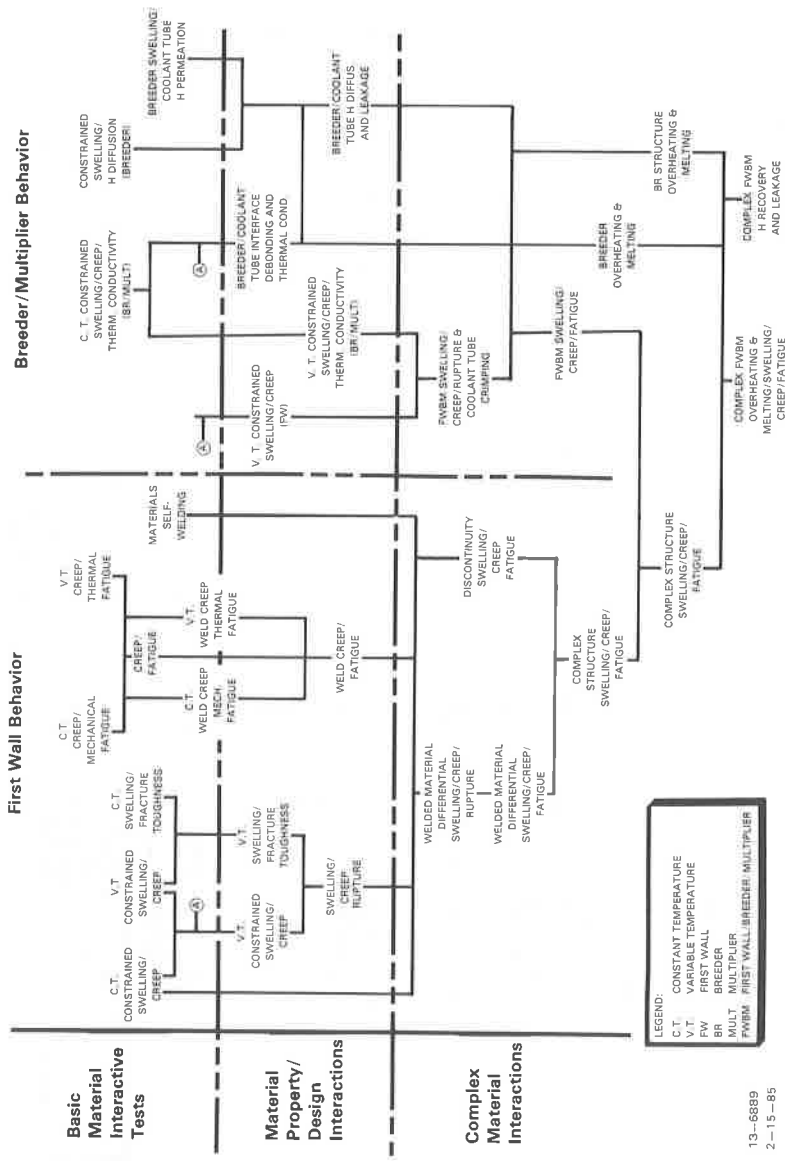 First Wall Behavior
Breeder/Multiplier Behavior
Basic
Material
Interactive
Tests
C.T.
CONSTRAINED
SWELLING/
CREEP
V.T
CONSTRAINED
SWELLING/
CREEP
C.T.
SWELLING/
FRACTURE
TOUGHNESS
C T
CREEP/
MECHANICAL
FATIGUE
V T
CREEP/
THERMAL
FATIGUE
CREEP/
FATIGUE
MATERIALS
SELF-
WELDING
C. T. CONSTRAINED
SWELLING/CREEP/
THERM. CONDUCTIVITY
(BR/MULT)
CONSTRAINED
SWELLING/
H DIFFUSION
(BREEDER)
BREEDER SWELLING/
COOLANT TUBE
H PERMEATION
A
A
A
Material
Property/
Design
Interactions
V.T.
CONSTRAINED
SWELLING/
CREEP
V.T.
SWELLING/
FRACTURE
TOUGHNESS
SWELLING/
CREEP
RUPTURE
C.T.
WELD CREEP
MECH.
FATIGUE
V.T.
WELD CREEP
THERMAL
FATIGUE
WELD CREEP/
FATIGUE
V. T. CONSTRAINED
SWELLING/CREEP
(FW)
V. T. CONSTRAINED
SWELLING/CREEP/
THERM. CONDUCTIVITY
(BR/MULT)
BREEDER/COOLANT
TUBE INTERFACE
DEBONDING AND
THERMAL COND
BREEDER/COOLANT
TUBE H DIFFUS
AND LEAKAGE
Complex
Material
Interactions
WELDED MATERIAL
DIFFERENTIAL
SWELLING/CREEP/
RUPTURE
WELDED MATERIAL
DIFFERENTIAL
SWELLING/CREEP/
FATIGUE
DISCONTINUITY
SWELLING/
CREEP
FATIGUE
COMPLEX
STRUCTURE
SWELLING/ CREEP/
FATIGUE
FWBM SWELLING/
CREEP/RUPTURE &
COOLANT TUBE
CRIMPING
FWBM SWELLING/
CREEP/FATIGUE
BREEDER
OVERHEATING &
MELTING
BR STRUCTURE
OVERHEATING &
MELTING
COMPLEX STRUCTURE
SWELLING/CREEP/
FATIGUE
COMPLEX FWBM
OVERHEATING &
MELTING/SWELLING/
CREEP/FATIGUE
COMPLEX FWBM
H RECOVERY
AND LEAKAGE
LEGEND:
C.T. CONSTANT TEMPERATURE
V.T. VARIABLE TEMPERATURE
FW FIRST WALL
BR BREEDER
MULT MULTIPLIER
FWBM FIRST WALL/BREEDER/MULTIPLIER
13-6889
2-15-85